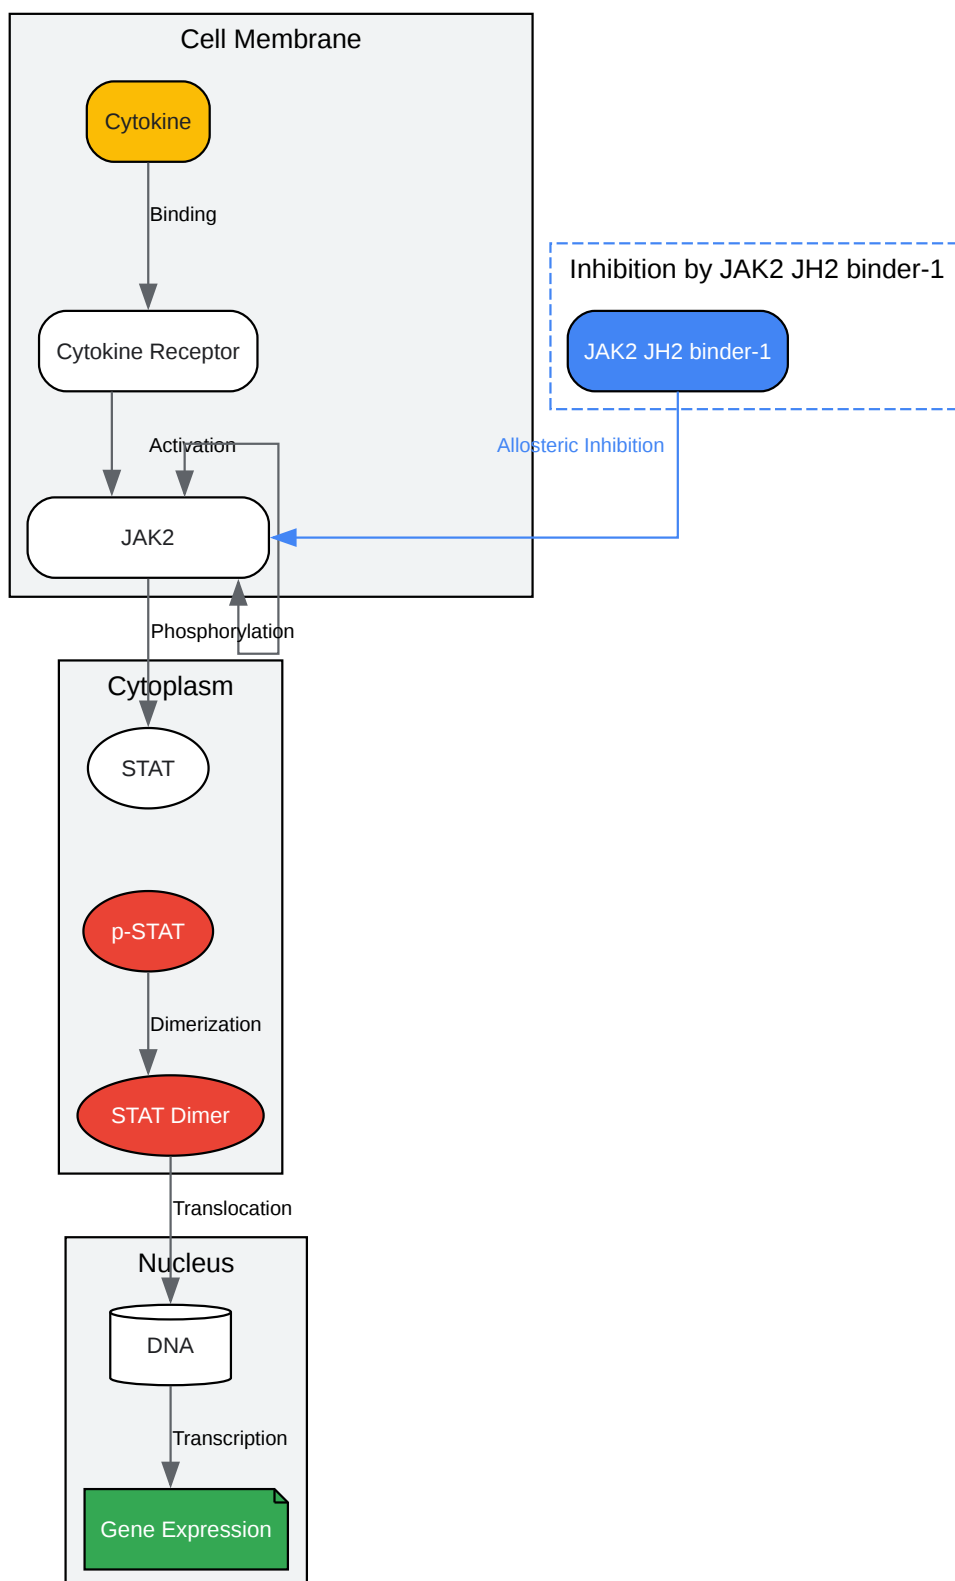 Cell Membrane
Cytokine
Binding
Inhibition by JAK2 JH2 binder-1
Cytokine Receptor
JAK2 JH2 binder-1
Activation
Allosteric Inhibition
JAK2
Phosphorylation
Cytoplasm
STAT
p-STAT
Dimerization
STAT Dimer
Translocation
Nucleus
DNA
Transcription
Gene Expression